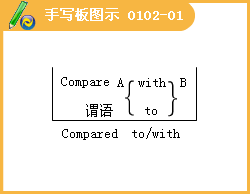 手写板图示 0102-01
Compare A { with } B
谓语 { to }
Compared to/with